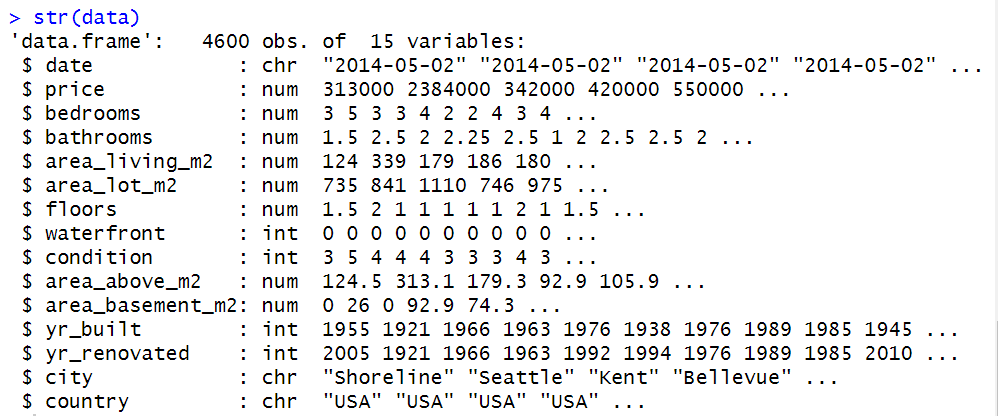 > str(data)
'data.frame':   4600 obs. of  15 variables:
 $ date            : chr  "2014-05-02" "2014-05-02" "2014-05-02" "2014-05-02" ...
 $ price           : num  313000 2384000 342000 420000 550000 ...
 $ bedrooms        : num  3 5 3 3 4 2 2 4 3 4 ...
 $ bathrooms       : num  1.5 2.5 2 2.25 2.5 1 2 2.5 2.5 2 ...
 $ area_living_m2  : num  124 339 179 186 180 ...
 $ area_lot_m2     : num  735 841 1110 746 975 ...
 $ floors          : num  1.5 2 1 1 1 1 1 2 1 1.5 ...
 $ waterfront      : int  0 0 0 0 0 0 0 0 0 0 ...
 $ condition       : int  3 5 4 4 4 3 3 3 4 3 ...
 $ area_above_m2   : num  124.5 313.1 179.3 92.9 105.9 ...
 $ area_basement_m2: num  0 26 0 92.9 74.3 ...
 $ yr_built        : int  1955 1921 1966 1963 1976 1938 1976 1989 1985 1945 ...
 $ yr_renovated    : int  2005 1921 1966 1963 1992 1994 1976 1989 1985 2010 ...
 $ city            : chr  "Shoreline" "Seattle" "Kent" "Bellevue" ...
 $ country         : chr  "USA" "USA" "USA" "USA" ...